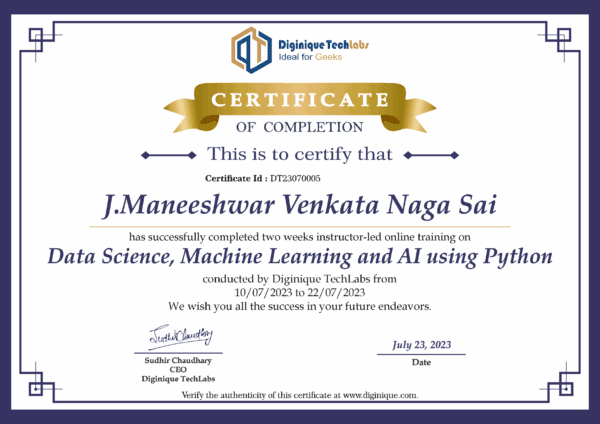 Diginique TechLabs
Ideal for Geeks
CERTIFICATE
OF COMPLETION
This is to certify that
Certificate Id : DT23070005
J.Maneeshwar Venkata Naga Sai
has successfully completed two weeks instructor-led online training on
Data Science, Machine Learning and AI using Python
conducted by Diginique TechLabs from
10/07/2023 to 22/07/2023
We wish you all the success in your future endeavors.
Sudhir Chaudhary
July 23, 2023
Sudhir Chaudhary
CEO
Diginique TechLabs
Date
Verify the authenticity of this certificate at www.diginique.com.